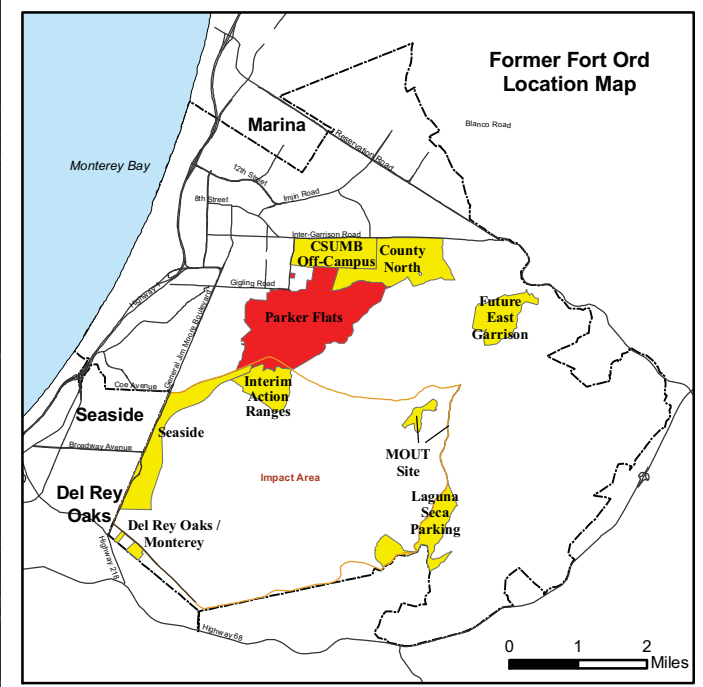 Former Fort Ord
Location Map
Marina
Blanco Road
Reservation Road
Monterey Bay
12th Street
Imjin Road
8th Street
Inter-Garrison Road
CSUMB
Off-Campus
County
North
Gigling Road
Highway 1
General Jim Moore Boulevard
Parker Flats
Future
East
Garrison
Coe Avenue
Interim
Action
Ranges
Seaside
Seaside
Broadway Avenue
MOUT
Site
Impact Area
Del Rey
Oaks
Laguna
Seca
Parking
Del Rey Oaks /
Monterey
Highway 218
Highway 68
0 1 2
Miles